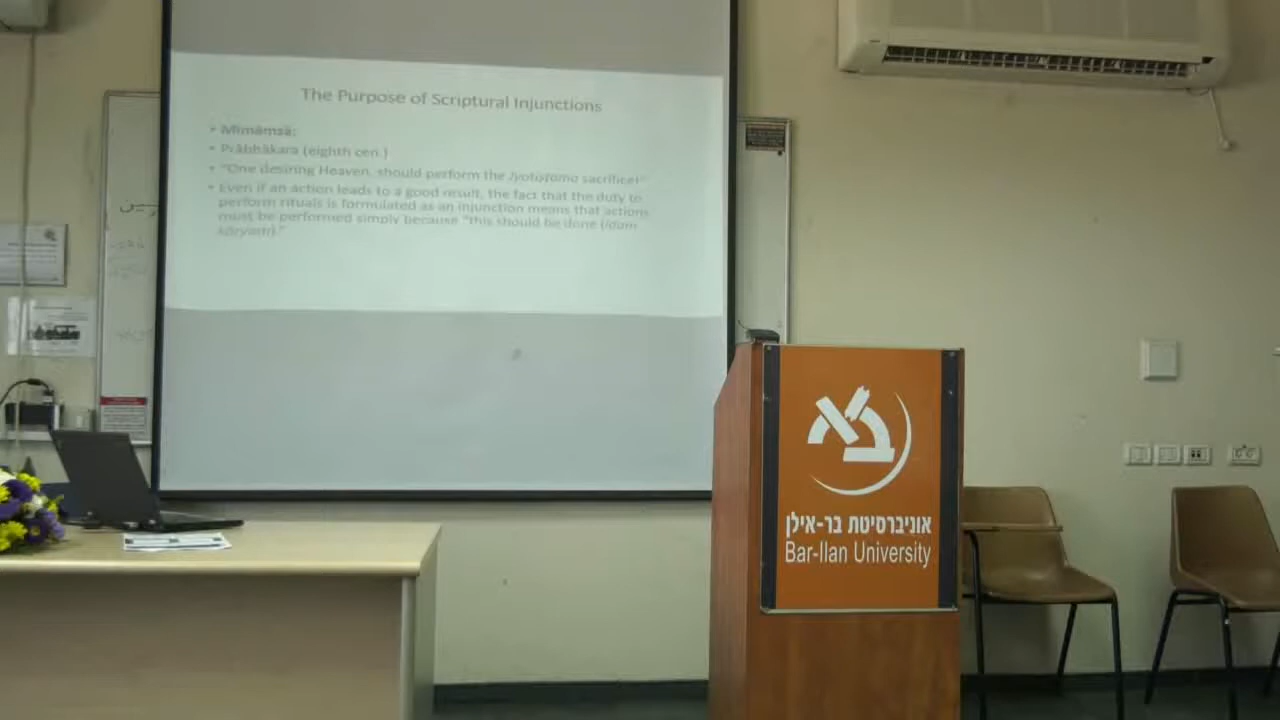 The Purpose of Scriptural Injunctions
• Mīmāmsā:
• Prābhākara (eighth cen.)
• "One desiring Heaven, should perform the Jyotiṣṭoma sacrifice!"
• Even if an action leads to a good result, the fact that the duty to
perform rituals is formulated as an injunction means that actions
must be performed simply because "this should be done (idam
kāryam)."
אוניברסיטת בר-אילן
Bar-Ilan University